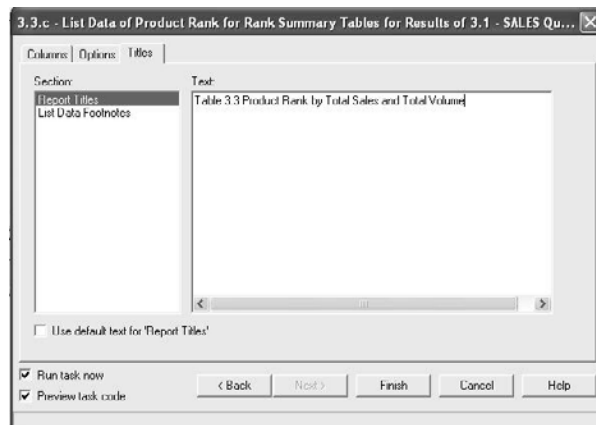 3.3.c - List Data of Product Rank for Rank Summary Tables for Results of 3.1 - SALES Qu...
Columns Options Titles
Section: Text:
Report Titles Table 3.3 Product Rank by Total Sales and Total Volume
List Data Footnotes
Use default text for 'Report Titles'
Run task now
Preview task code
< Back Next > Finish Cancel Help